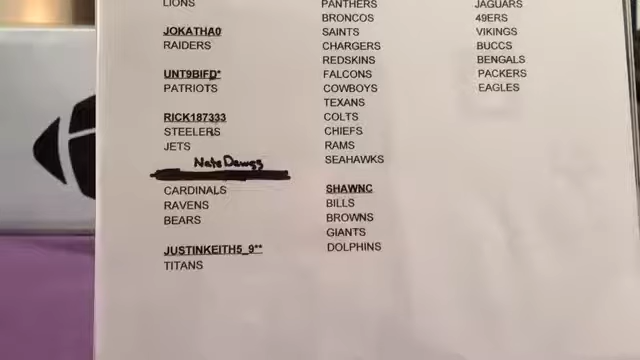 LIONS
JOKATHA0
RAIDERS
UNT9BIFD*
PATRIOTS
RICK187333
STEELERS
JETS
Nate Dawgg
CARDINALS
RAVENS
BEARS
JUSTINKEITH5_9**
TITANS
PANTHERS
BRONCOS
SAINTS
CHARGERS
REDSKINS
FALCONS
COWBOYS
TEXANS
COLTS
CHIEFS
RAMS
SEAHAWKS
SHAWNC
BILLS
BROWNS
GIANTS
DOLPHINS
JAGUARS
49ERS
VIKINGS
BUCCS
BENGALS
PACKERS
EAGLES